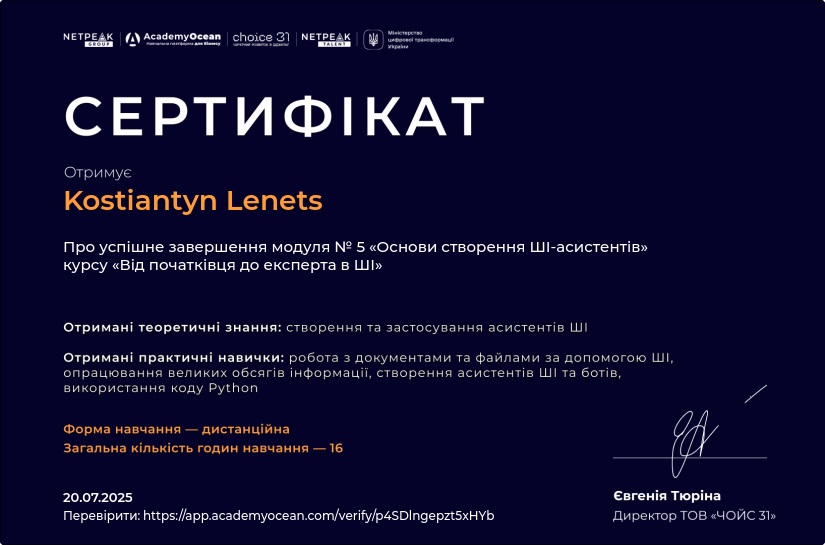 NETPEAK GROUP
AcademyOcean
Навчальна платформа для бізнесу
choice 31
NETPEAK TALENT
Міністерство
цифрової трансформації
України
СЕРТИФІКАТ
Отримує
Kostiantyn Lenets
Про успішне завершення модуля № 5 «Основи створення ШІ-асистентів»
курсу «Від початківця до експерта в ШІ»
Отримані теоретичні знання: створення та застосування асистентів ШІ
Отримані практичні навички: робота з документами та файлами за допомогою ШІ,
опрацювання великих обсягів інформації, створення асистентів ШІ та ботів,
використання коду Python
Форма навчання — дистанційна
Загальна кількість годин навчання — 16
20.07.2025
Перевірити: https://app.academyocean.com/verify/p4SDlngepzt5xHYb
Євгенія Тюріна
Директор ТОВ «ЧОЙС 31»